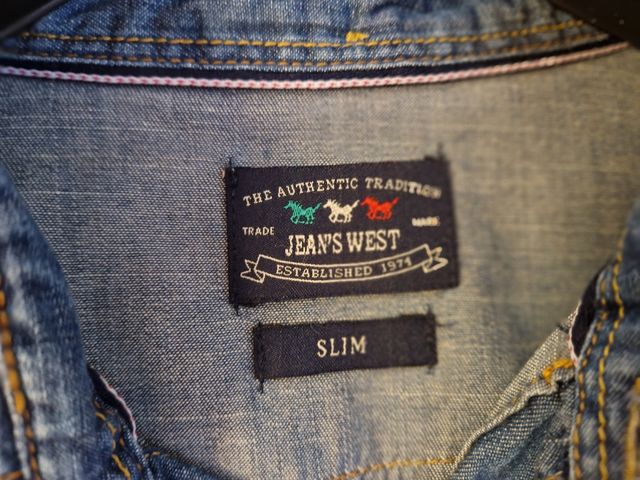 THE AUTHENTIC TRADITION
TRADE MARK
JEAN'S WEST
ESTABLISHED 1974
SLIM